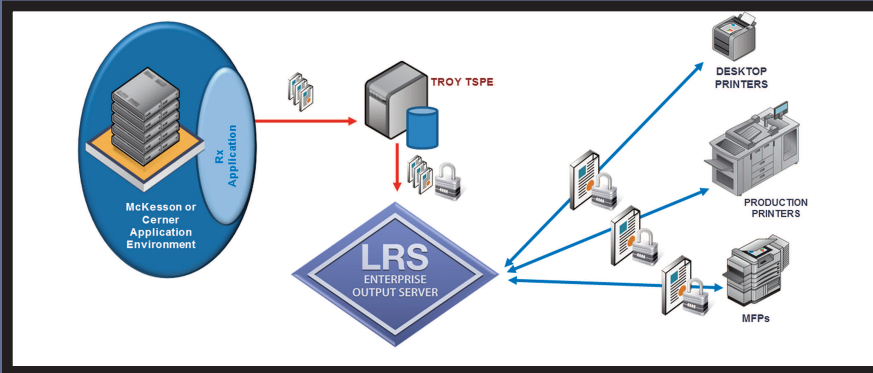 McKesson or
Cerner
Application
Environment
Rx
Application
TROY TSPE
LRS
ENTERPRISE
OUTPUT SERVER
DESKTOP
PRINTERS
PRODUCTION
PRINTERS
MFPs